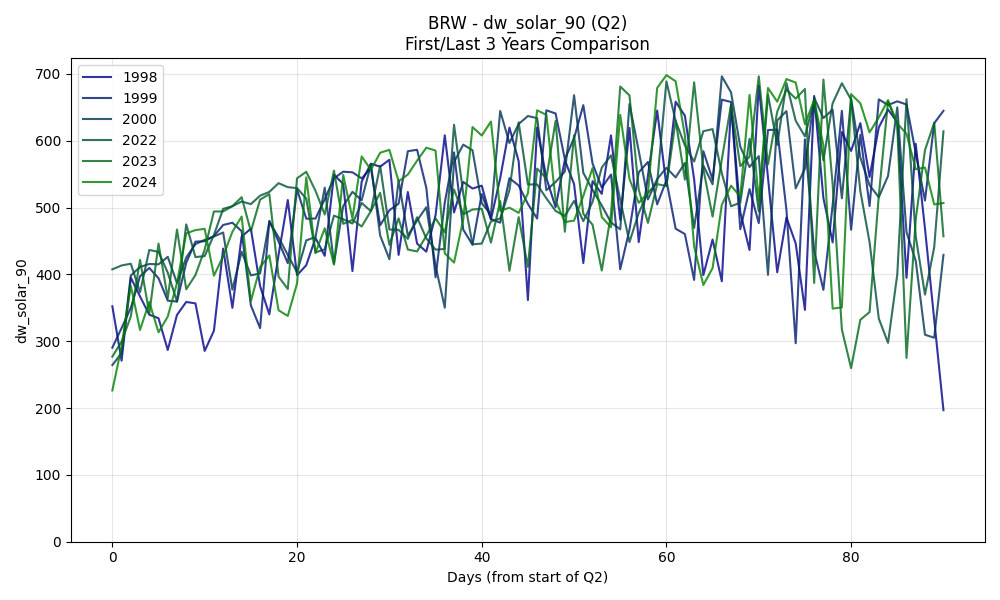 BRW - dw_solar_90 (Q2)
First/Last 3 Years Comparison
700
600
500
400
300
200
100
0
dw_solar_90
1998
1999
2000
2022
2023
2024
0 20 40 60 80
Days (from start of Q2)